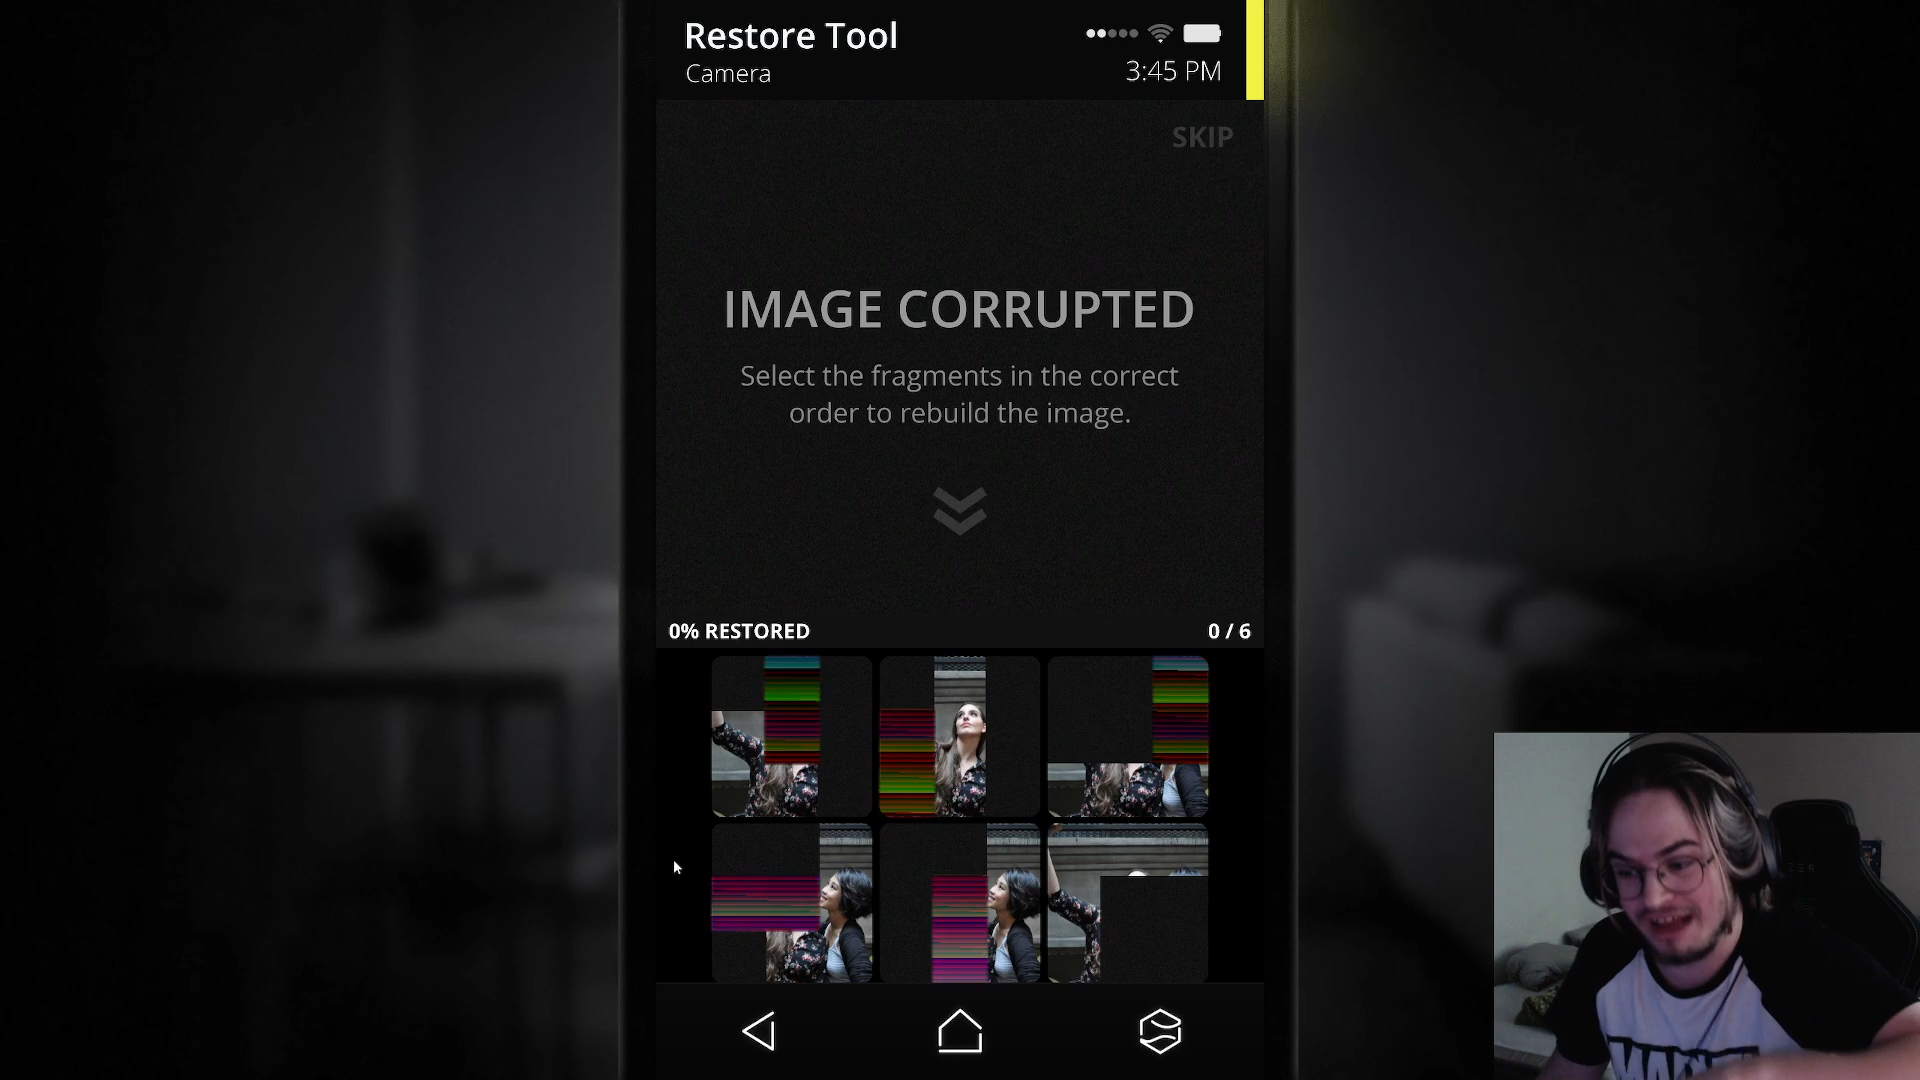 Restore Tool
Camera
3:45 PM
SKIP
IMAGE CORRUPTED
Select the fragments in the correct
order to rebuild the image.
0% RESTORED
0 / 6